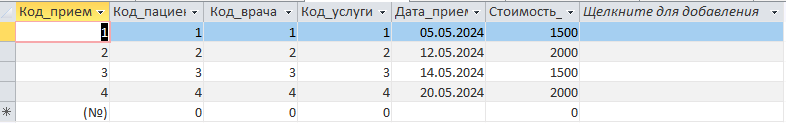 Код_прием Код_пациен Код_врача Код_услуги Дата_прием Стоимость_ Щелкните для добавления
1 1 1 1 05.05.2024 1500
2 2 2 2 12.05.2024 2000
3 3 3 3 14.05.2024 1500
4 4 4 4 20.05.2024 2000
* (№) 0 0 0 0